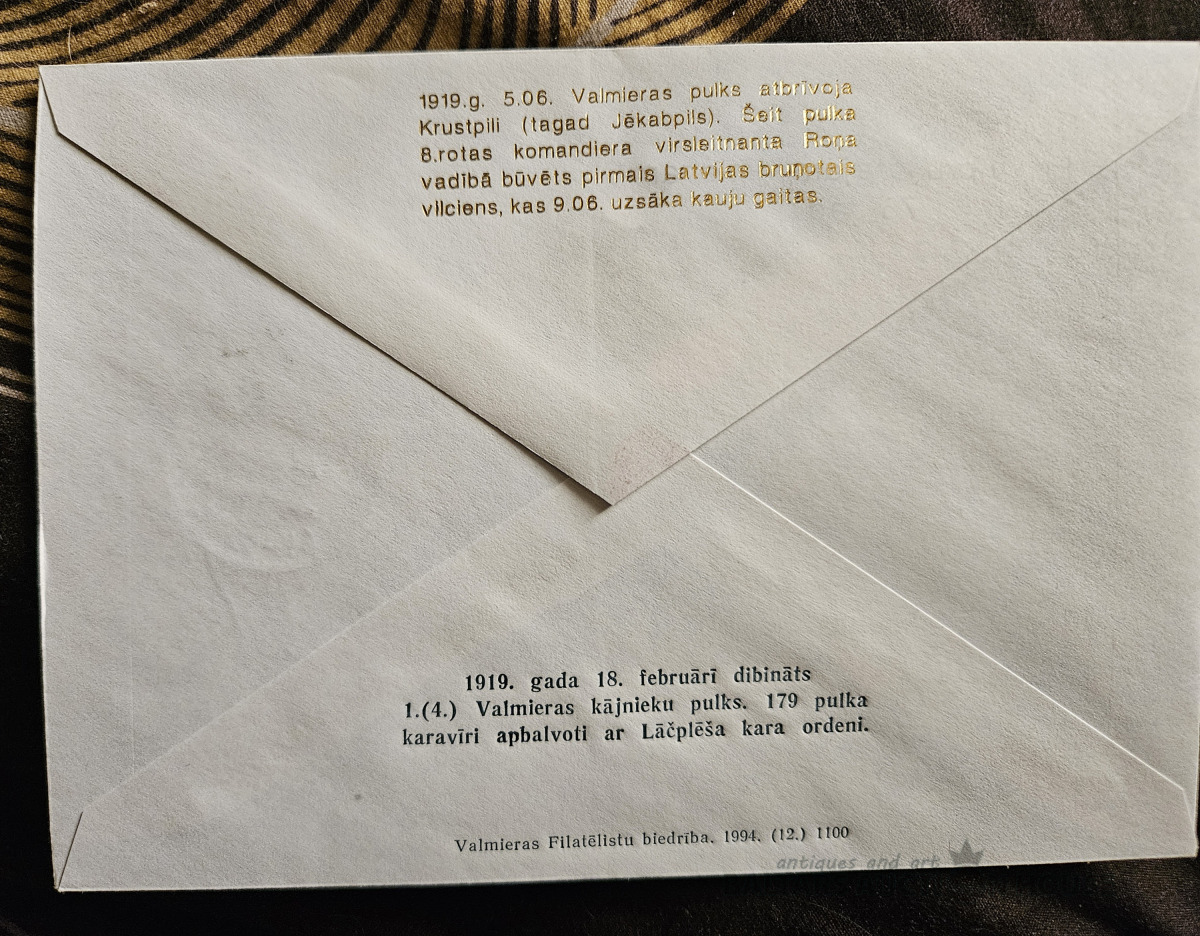 1919.g. 5.06. Valmieras pulks atbrīvoja
Krustpili (tagad Jēkabpils). Šeit pulka
8.rotas komandiera virsleitnanta Roņa
vadībā būvēts pirmais Latvijas bruņotais
vilciens, kas 9.06. uzsāka kauju gaitas.
1919. gada 18. februārī dibināts
1.(4.) Valmieras kājnieku pulks. 179 pulka
karavīri apbalvoti ar Lāčplēša kara ordeni.
Valmieras Filatēlistu biedrība. 1994. (12.) 1100
antiques and art